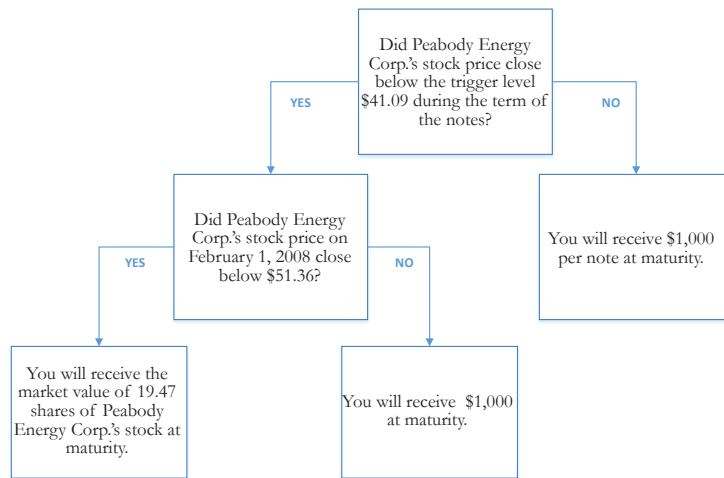 Did Peabody Energy
Corp.'s stock price close
below the trigger level
$41.09 during the term of
the notes?
YES
NO
Did Peabody Energy
Corp.'s stock price on
February 1, 2008 close
below $51.36?
You will receive $1,000
per note at maturity.
YES
NO
You will receive the
market value of 19.47
shares of Peabody
Energy Corp.'s stock at
maturity.
You will receive $1,000
at maturity.